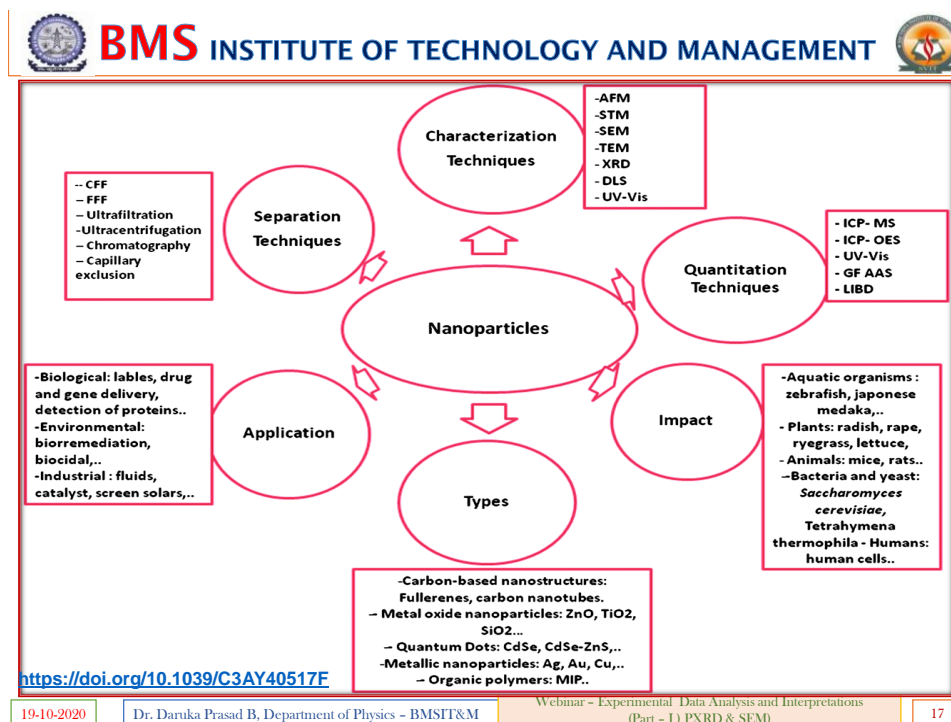 BMS INSTITUTE OF TECHNOLOGY AND MANAGEMENT
Characterization
Techniques
-AFM
-STM
-SEM
-TEM
- XRD
- DLS
- UV-Vis
Separation
Techniques
-- CFF
– FFF
– Ultrafiltration
-Ultracentrifugation
– Chromatography
– Capillary
exclusion
Quantitation
Techniques
- ICP- MS
- ICP- OES
- UV-Vis
- GF AAS
- LIBD
Nanoparticles
Application
-Biological: lables, drug
and gene delivery,
detection of proteins..
-Environmental:
biorremediation,
biocidal,..
-Industrial : fluids,
catalyst, screen solars,..
Impact
-Aquatic organisms :
zebrafish, japonese
medaka,..
- Plants: radish, rape,
ryegrass, lettuce,
- Animals: mice, rats..
–Bacteria and yeast:
Saccharomyces
cerevisiae,
Tetrahymena
thermophila - Humans:
human cells..
Types
-Carbon-based nanostructures:
Fullerenes, carbon nanotubes.
– Metal oxide nanoparticles: ZnO, TiO2,
SiO2...
– Quantum Dots: CdSe, CdSe-ZnS,..
-Metallic nanoparticles: Ag, Au, Cu,..
– Organic polymers: MIP..
https://doi.org/10.1039/C3AY40517F
19-10-2020
Dr. Daruka Prasad B, Department of Physics – BMSIT&M
Webinar – Experimental Data Analysis and Interpretations
(Part – I ) PXRD & SEM)
17